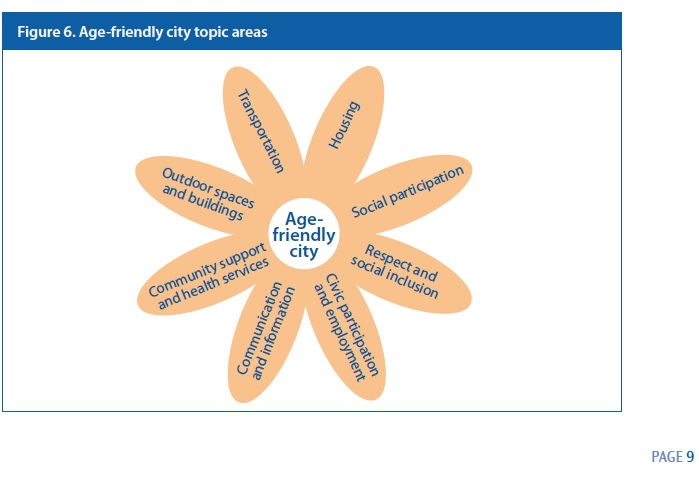 Figure 6. Age-friendly city topic areas
Transportation
Housing
Outdoor spaces
and buildings
Social participation
Age-
friendly
city
Community support
and health services
Respect and
social inclusion
Communication
and information
Civic participation
and employment
PAGE 9